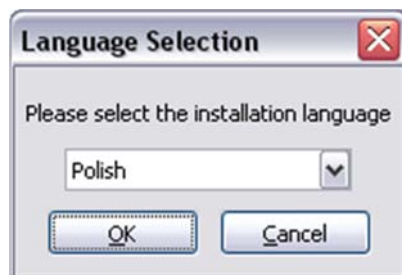 Language Selection
Please select the installation language
Polish
OK
Cancel